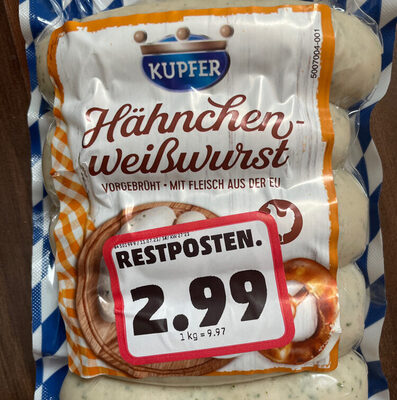 KUPFER
5007004-001
Hähnchen-
weißwurst
VORGEBRÜHT • MIT FLEISCH AUS DER EU
RESTPOSTEN.
2.99
1 kg = 9.97